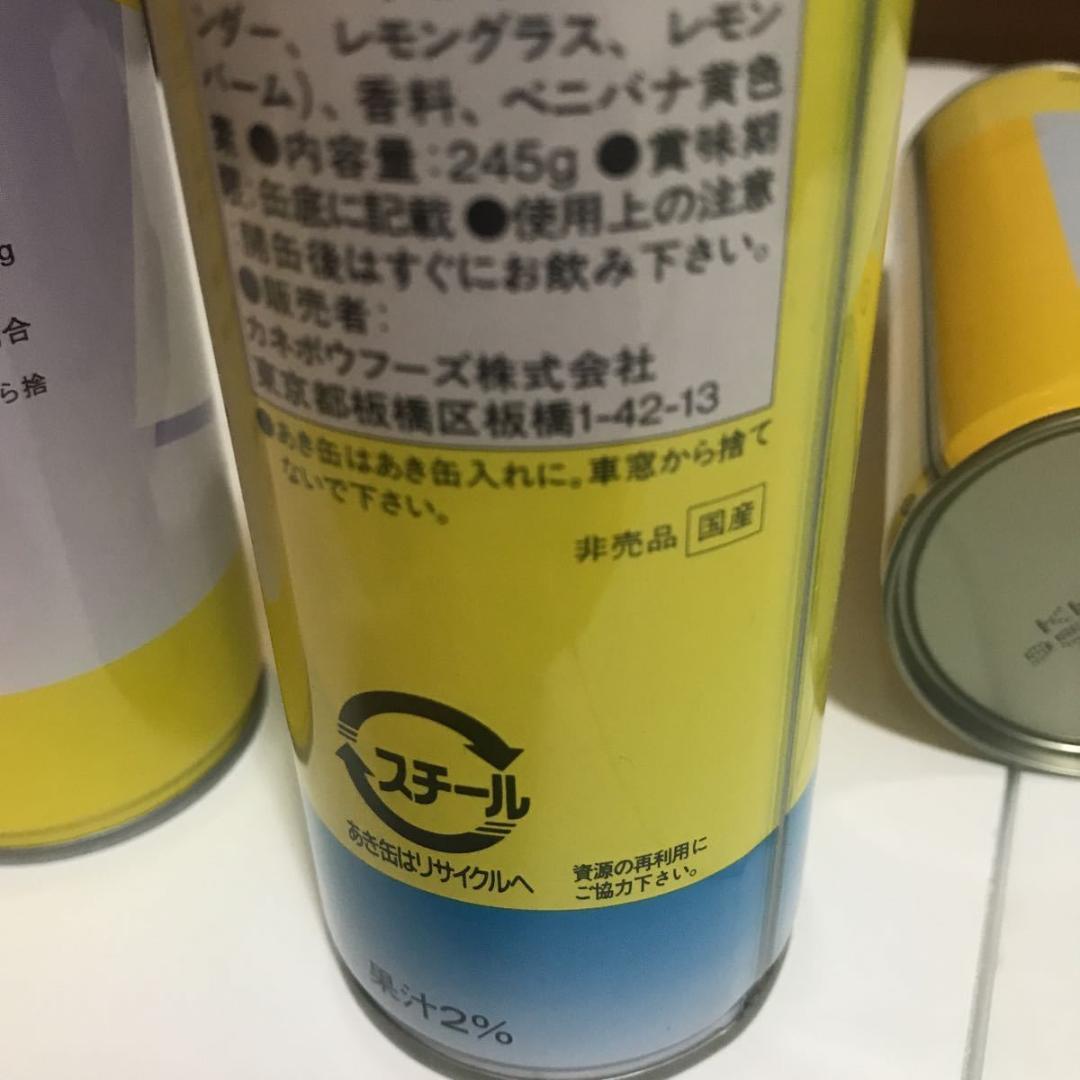 ンダー、レモングラス、レモン
バーム)、香料、ベニバナ黄色
素 ●内容量:245g ●賞味期
限:缶底に記載 ●使用上の注意
開缶後はすぐにお飲み下さい。
●販売者:
カネボウフーズ株式会社
東京都板橋区板橋1-42-13
●あき缶はあき缶入れに。車窓から捨て
ないで下さい。
非売品 国産
スチール
あき缶はリサイクルへ
資源の再利用に
ご協力下さい。
果汁2%
g
合
ら捨